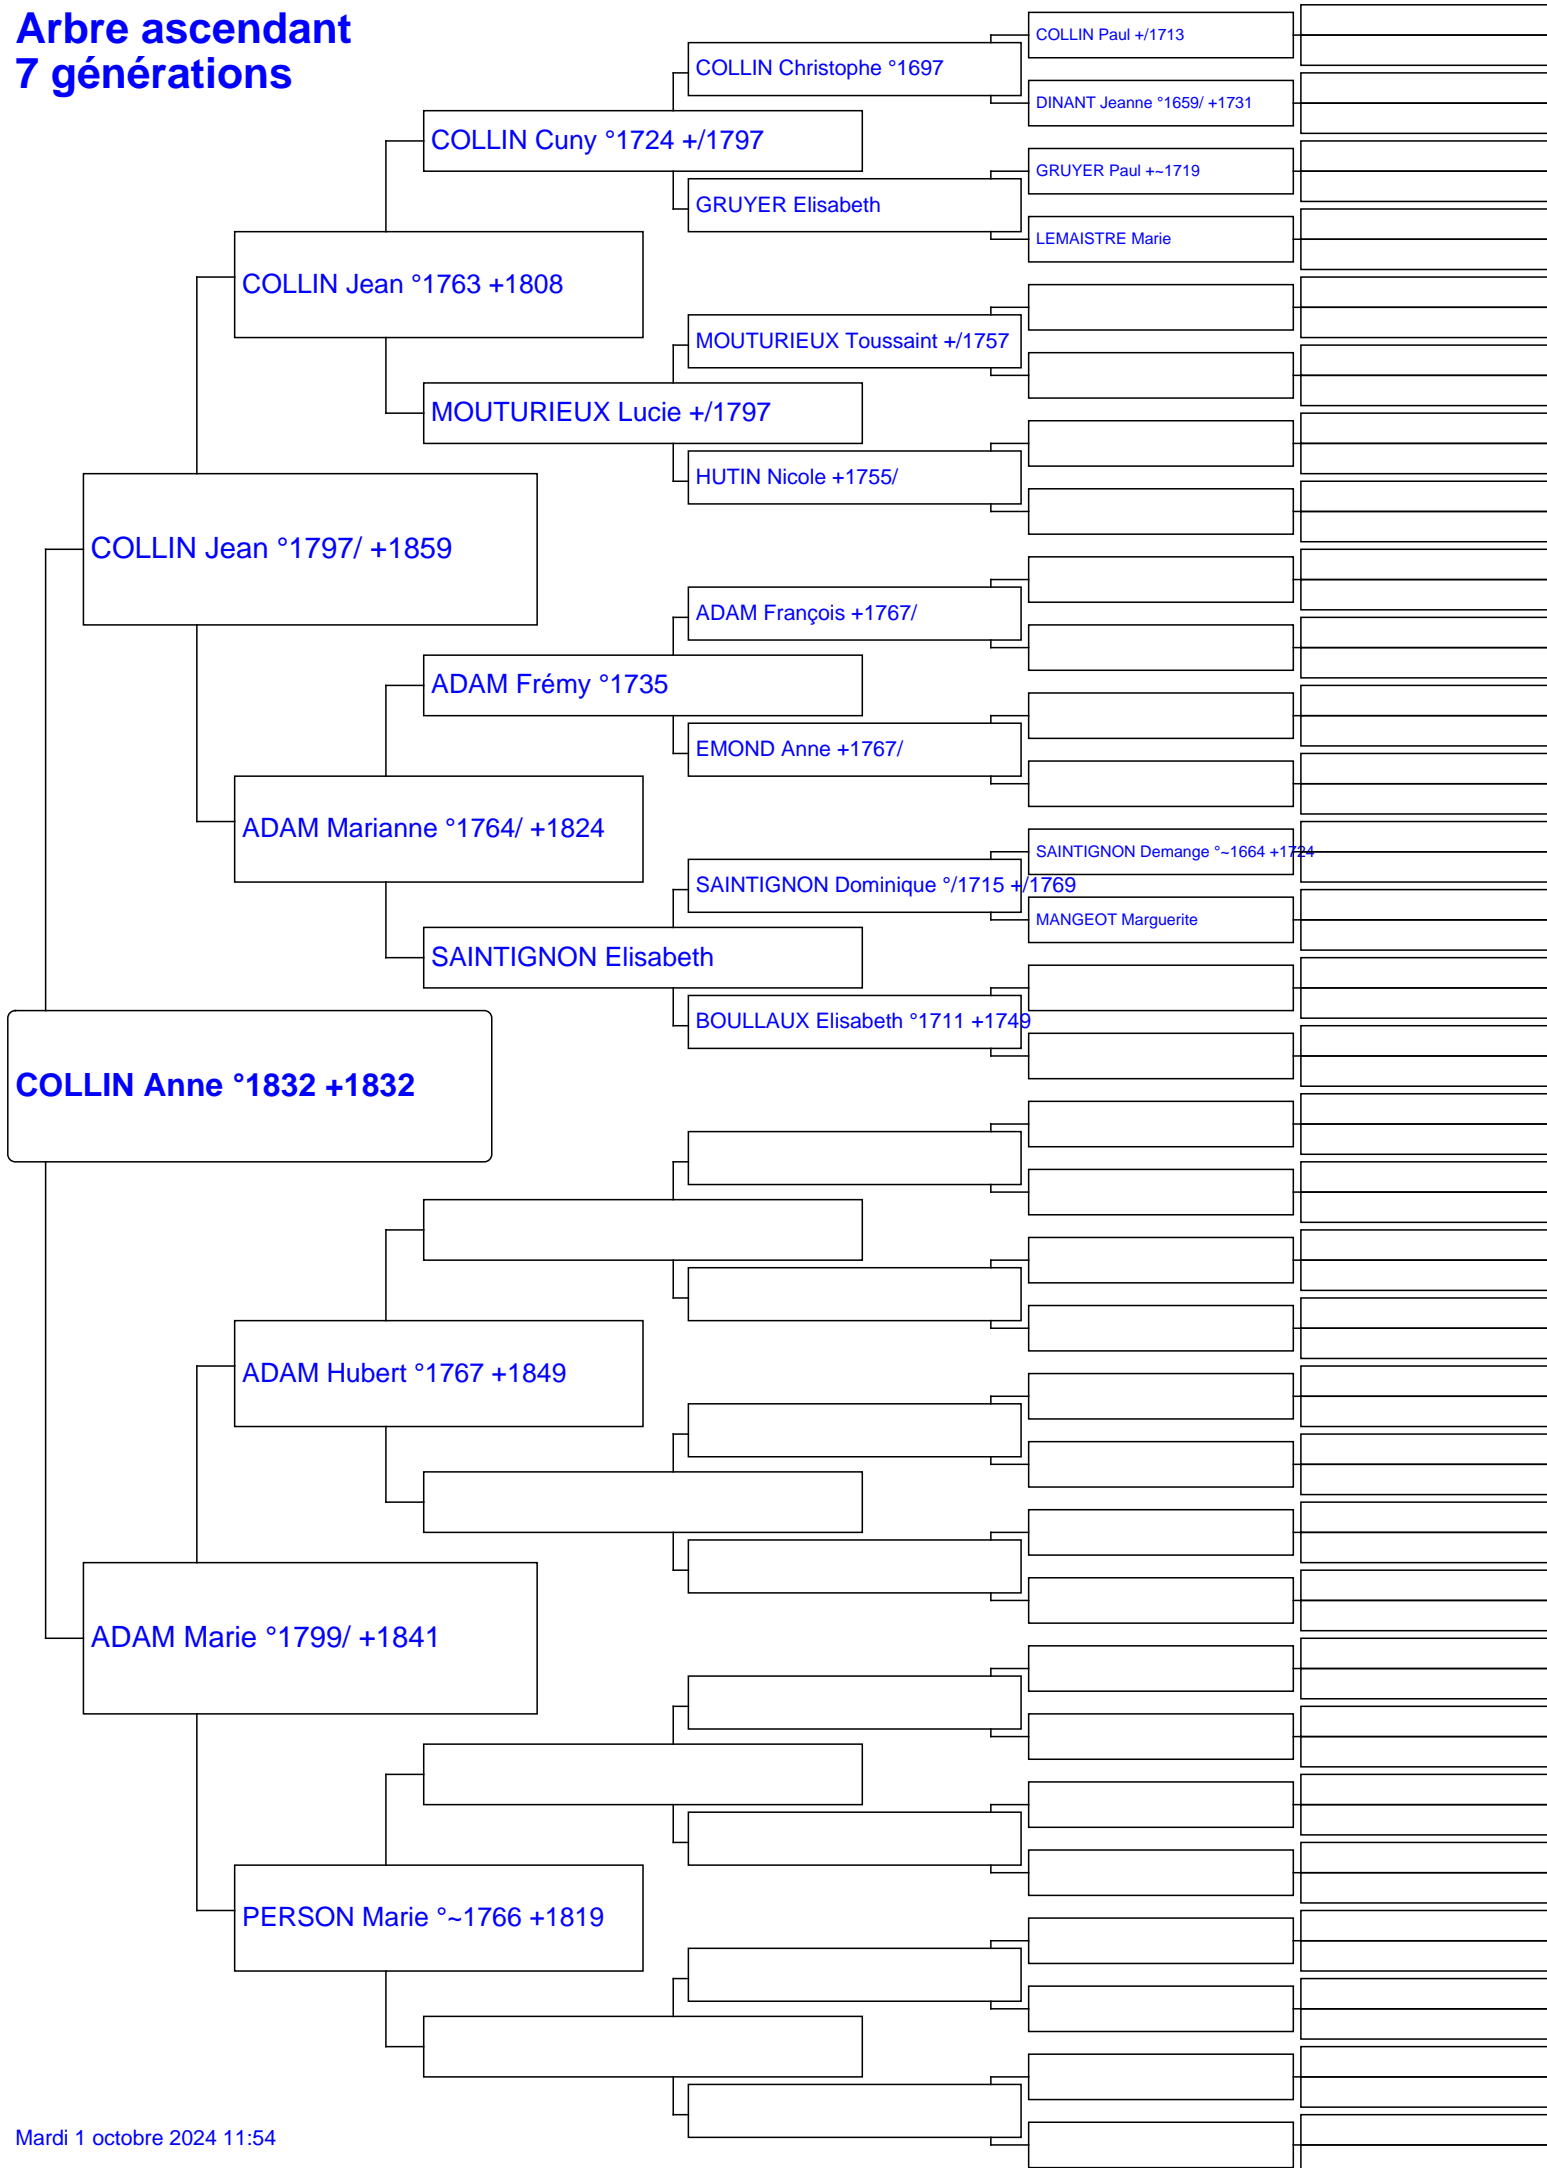 Arbre ascendant
7 générations
COLLIN Paul +/1713
COLLIN Christophe °1697
DINANT Jeanne °1659/ +1731
COLLIN Cuny °1724 +/1797
GRUYER Paul +~1719
GRUYER Elisabeth
LEMAISTRE Marie
COLLIN Jean °1763 +1808
MOUTURIEUX Toussaint +/1757
MOUTURIEUX Lucie +/1797
HUTIN Nicole +1755/
COLLIN Jean °1797/ +1859
ADAM François +1767/
ADAM Frémy °1735
EMOND Anne +1767/
ADAM Marianne °1764/ +1824
SAINTIGNON Demange °~1664 +1724
SAINTIGNON Dominique °/1715 +/1769
MANGEOT Marguerite
SAINTIGNON Elisabeth
BOULLAUX Elisabeth °1711 +1749
COLLIN Anne °1832 +1832
ADAM Hubert °1767 +1849
ADAM Marie °1799/ +1841
PERSON Marie °~1766 +1819
Mardi 1 octobre 2024 11:54